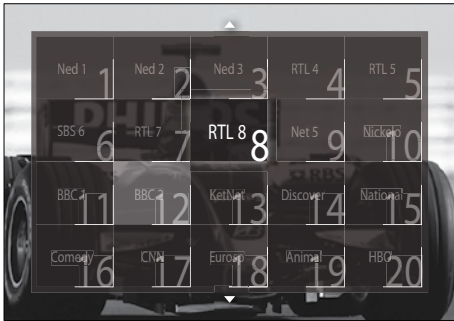 Ned 1 1 Ned 2 2 Ned 3 3 RTL 4 4 RTL 5 5
SBS 6 6 RTL 7 7 RTL 8 8 Net 5 9 Nickelo 10
BBC 1 11 BBC 2 12 KetNet 13 Discover 14 National 15
Comedy 16 CNN 17 Eurosp 18 Animal 19 HBO 20
PHILIPS
RBS